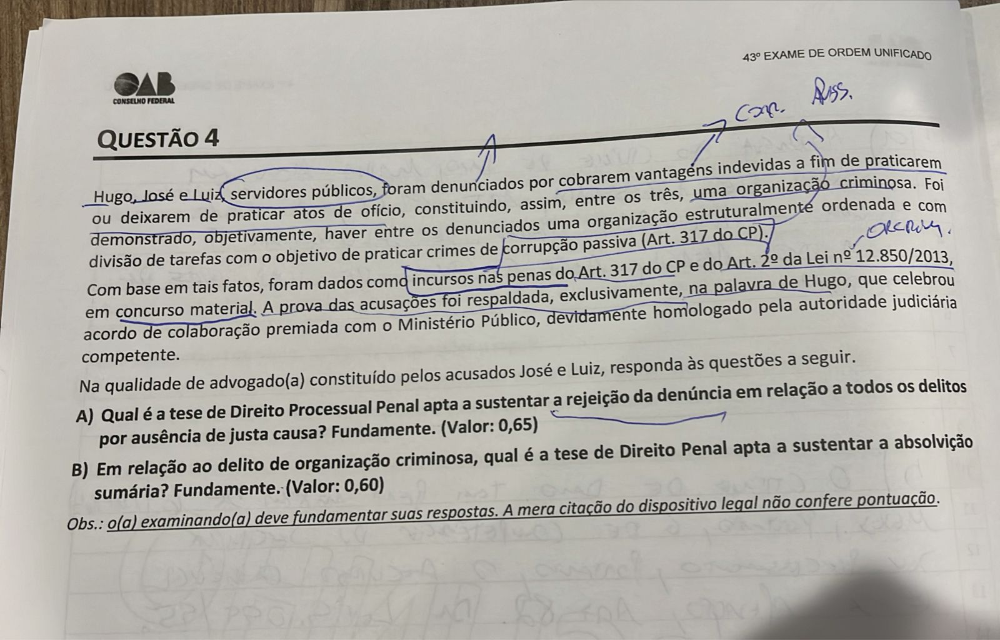 43º EXAME DE ORDEM UNIFICADO
OAB
CONSELHO FEDERAL
Corr. Pass.
QUESTÃO 4
Hugo, José e Luiz, servidores públicos, foram denunciados por cobrarem vantagens indevidas a fim de praticarem
ou deixarem de praticar atos de ofício, constituindo, assim, entre os três, uma organização criminosa. Foi
demonstrado, objetivamente, haver entre os denunciados uma organização estruturalmente ordenada e com
divisão de tarefas com o objetivo de praticar crimes de corrupção passiva (Art. 317 do CP).
Com base em tais fatos, foram dados como incursos nas penas do Art. 317 do CP e do Art. 2º da Lei nº 12.850/2013,
em concurso material. A prova das acusações foi respaldada, exclusivamente, na palavra de Hugo, que celebrou
acordo de colaboração premiada com o Ministério Público, devidamente homologado pela autoridade judiciária
competente.
Na qualidade de advogado(a) constituído pelos acusados José e Luiz, responda às questões a seguir.
A) Qual é a tese de Direito Processual Penal apta a sustentar a rejeição da denúncia em relação a todos os delitos
por ausência de justa causa? Fundamente. (Valor: 0,65)
B) Em relação ao delito de organização criminosa, qual é a tese de Direito Penal apta a sustentar a absolvição
sumária? Fundamente. (Valor: 0,60)
Obs.: o(a) examinando(a) deve fundamentar suas respostas. A mera citação do dispositivo legal não confere pontuação.